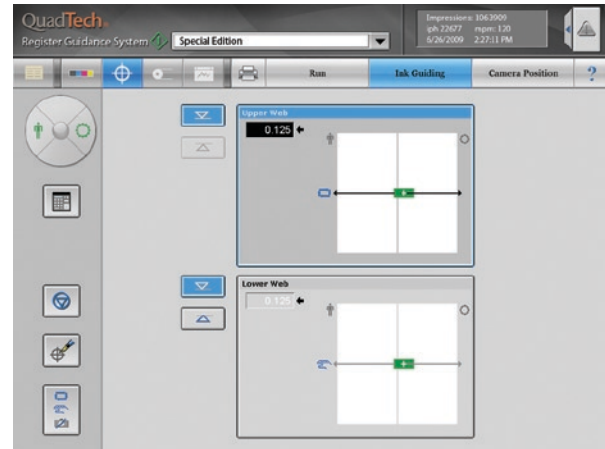 QuadTech
Register Guidance System
Special Edition
Impressions: 1063909
iph 22677 rpm: 120
6/26/2009 2:27:11 PM
Run
Ink Guiding
Camera Position
?
Upper Web
0.125
Lower Web
0.125